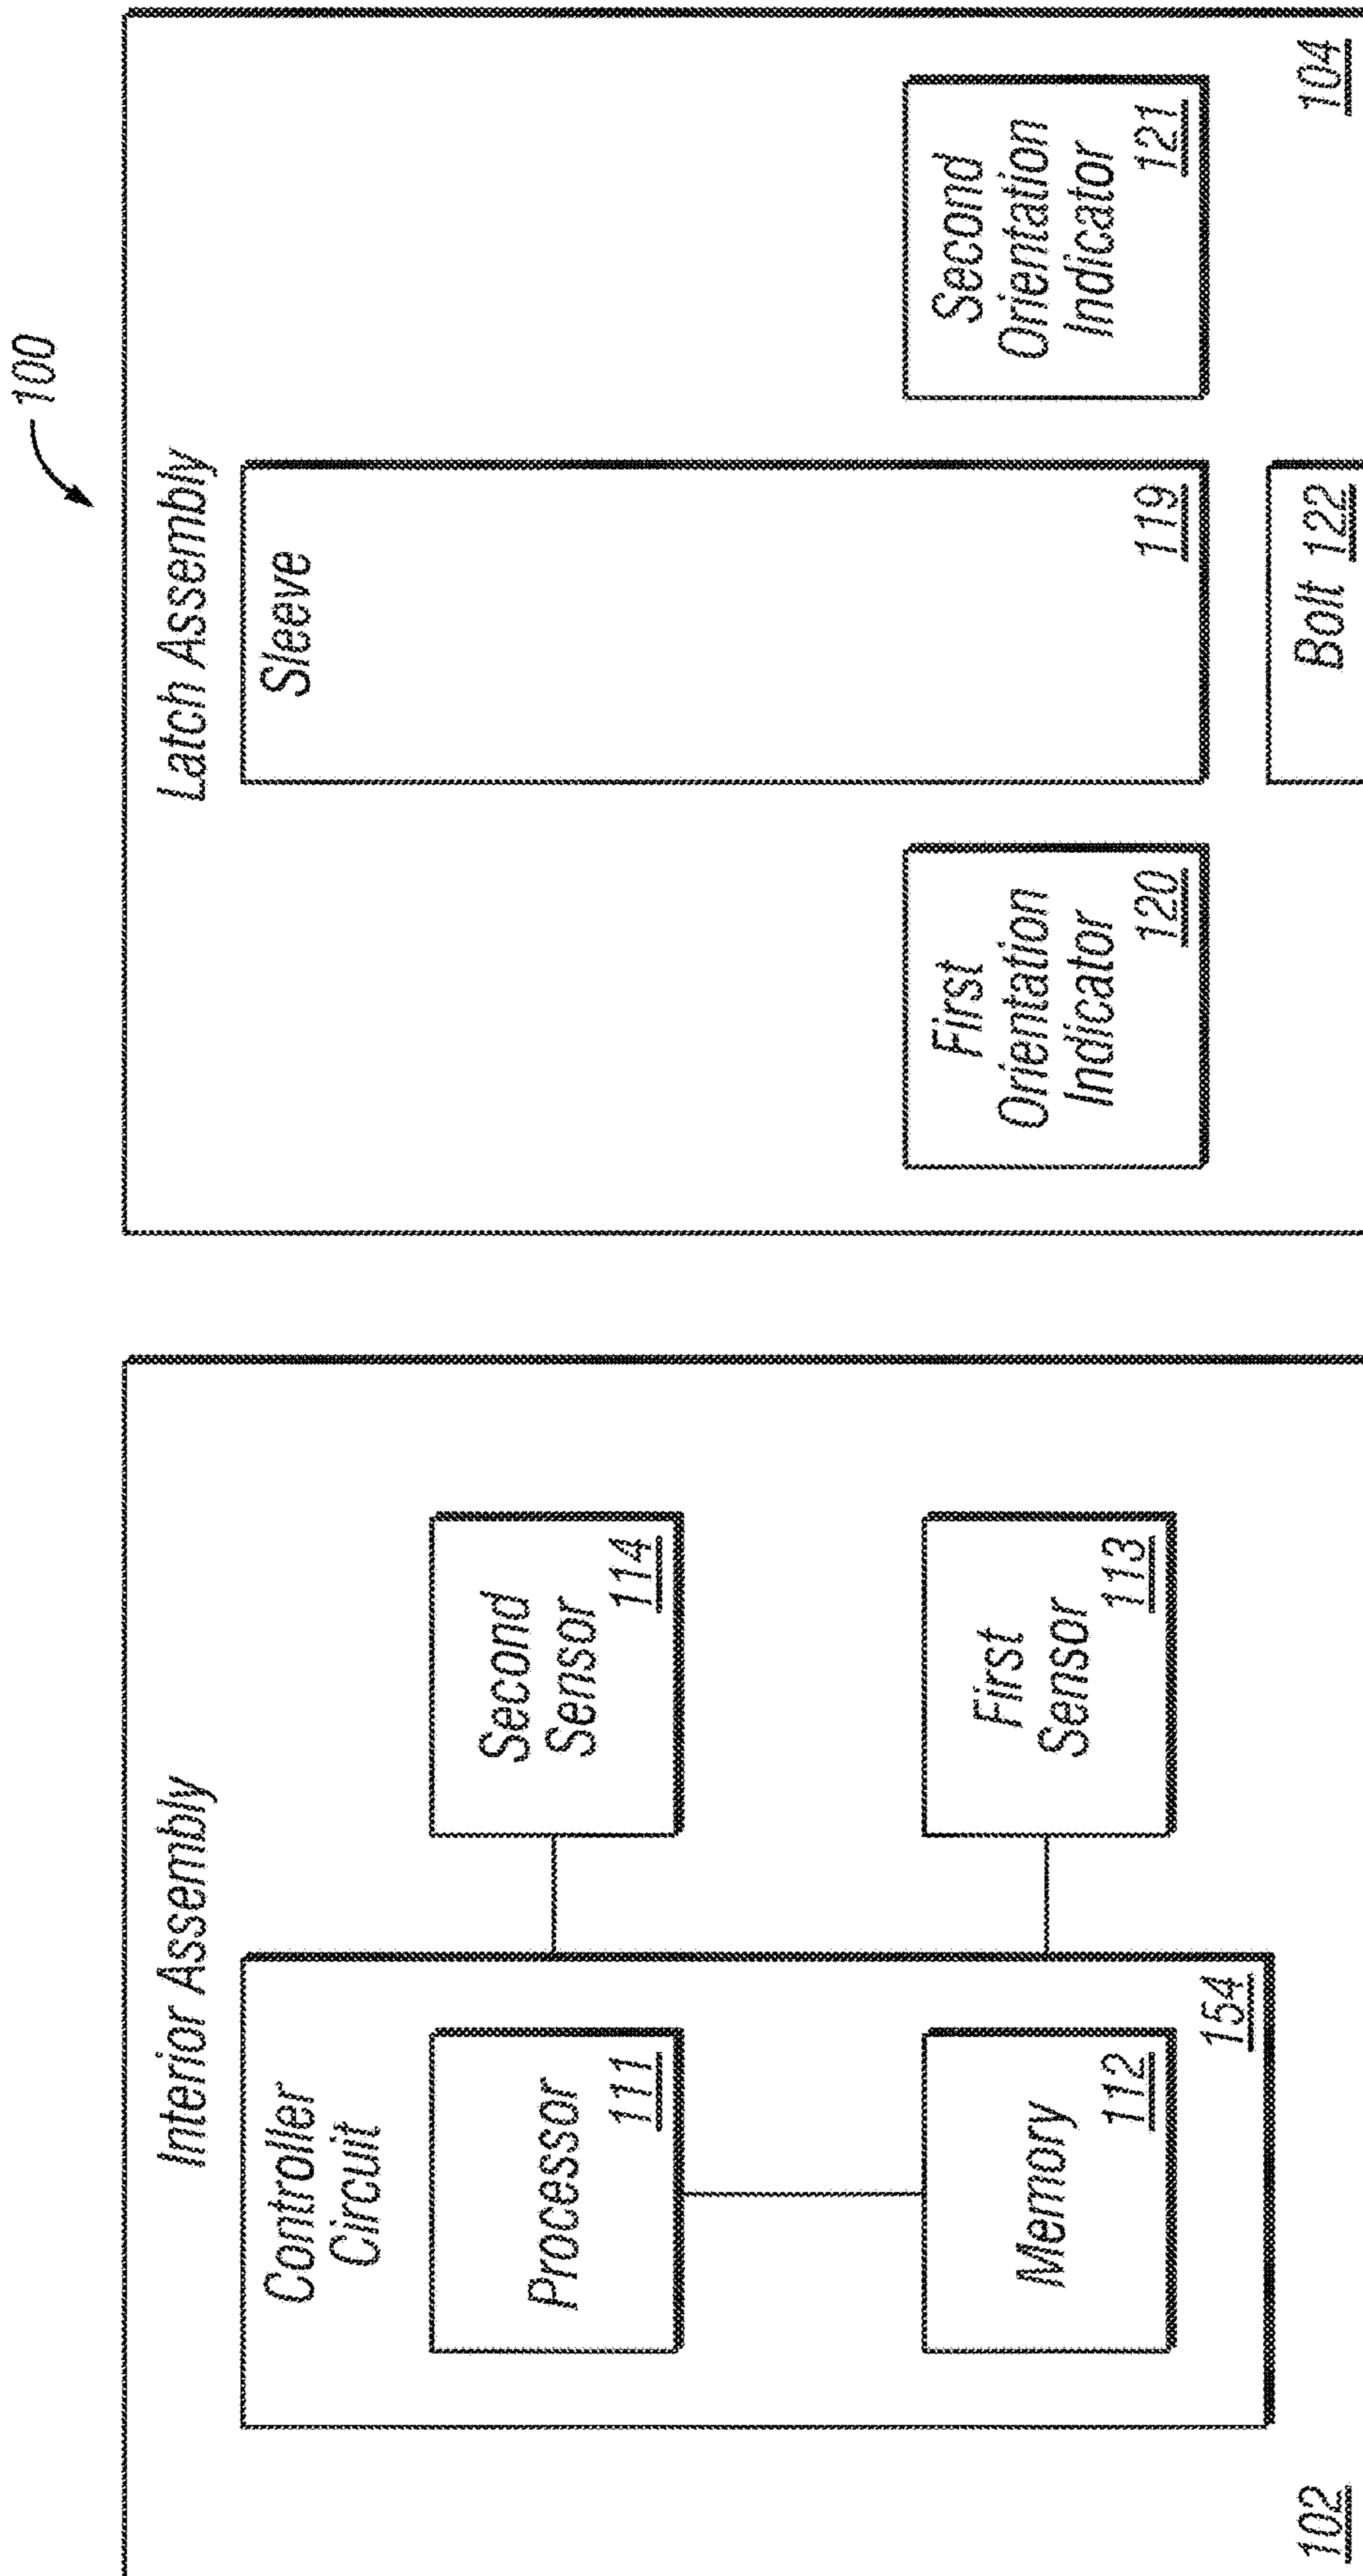 100
Interior Assembly
Controller
Circuit
Processor
111
Memory
112
154
Second
Sensor
114
First
Sensor
113
102
Latch Assembly
Sleeve
119
First
Orientation
Indicator
120
Second
Orientation
Indicator
121
Bolt 122
104